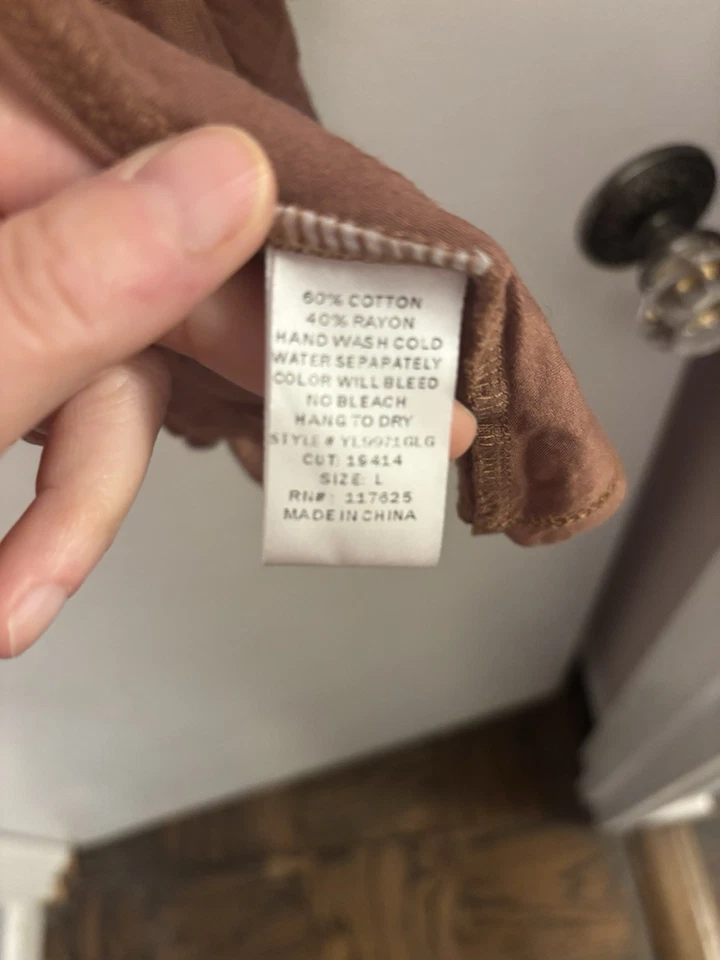 60% COTTON
40% RAYON
HAND WASH COLD
WATER SEPAPATELY
COLOR WILL BLEED
NO BLEACH
HANG TO DRY
STYLE # YL9921GLG
CUT: 19414
SIZE: L
RN#: 117625
MADE IN CHINA